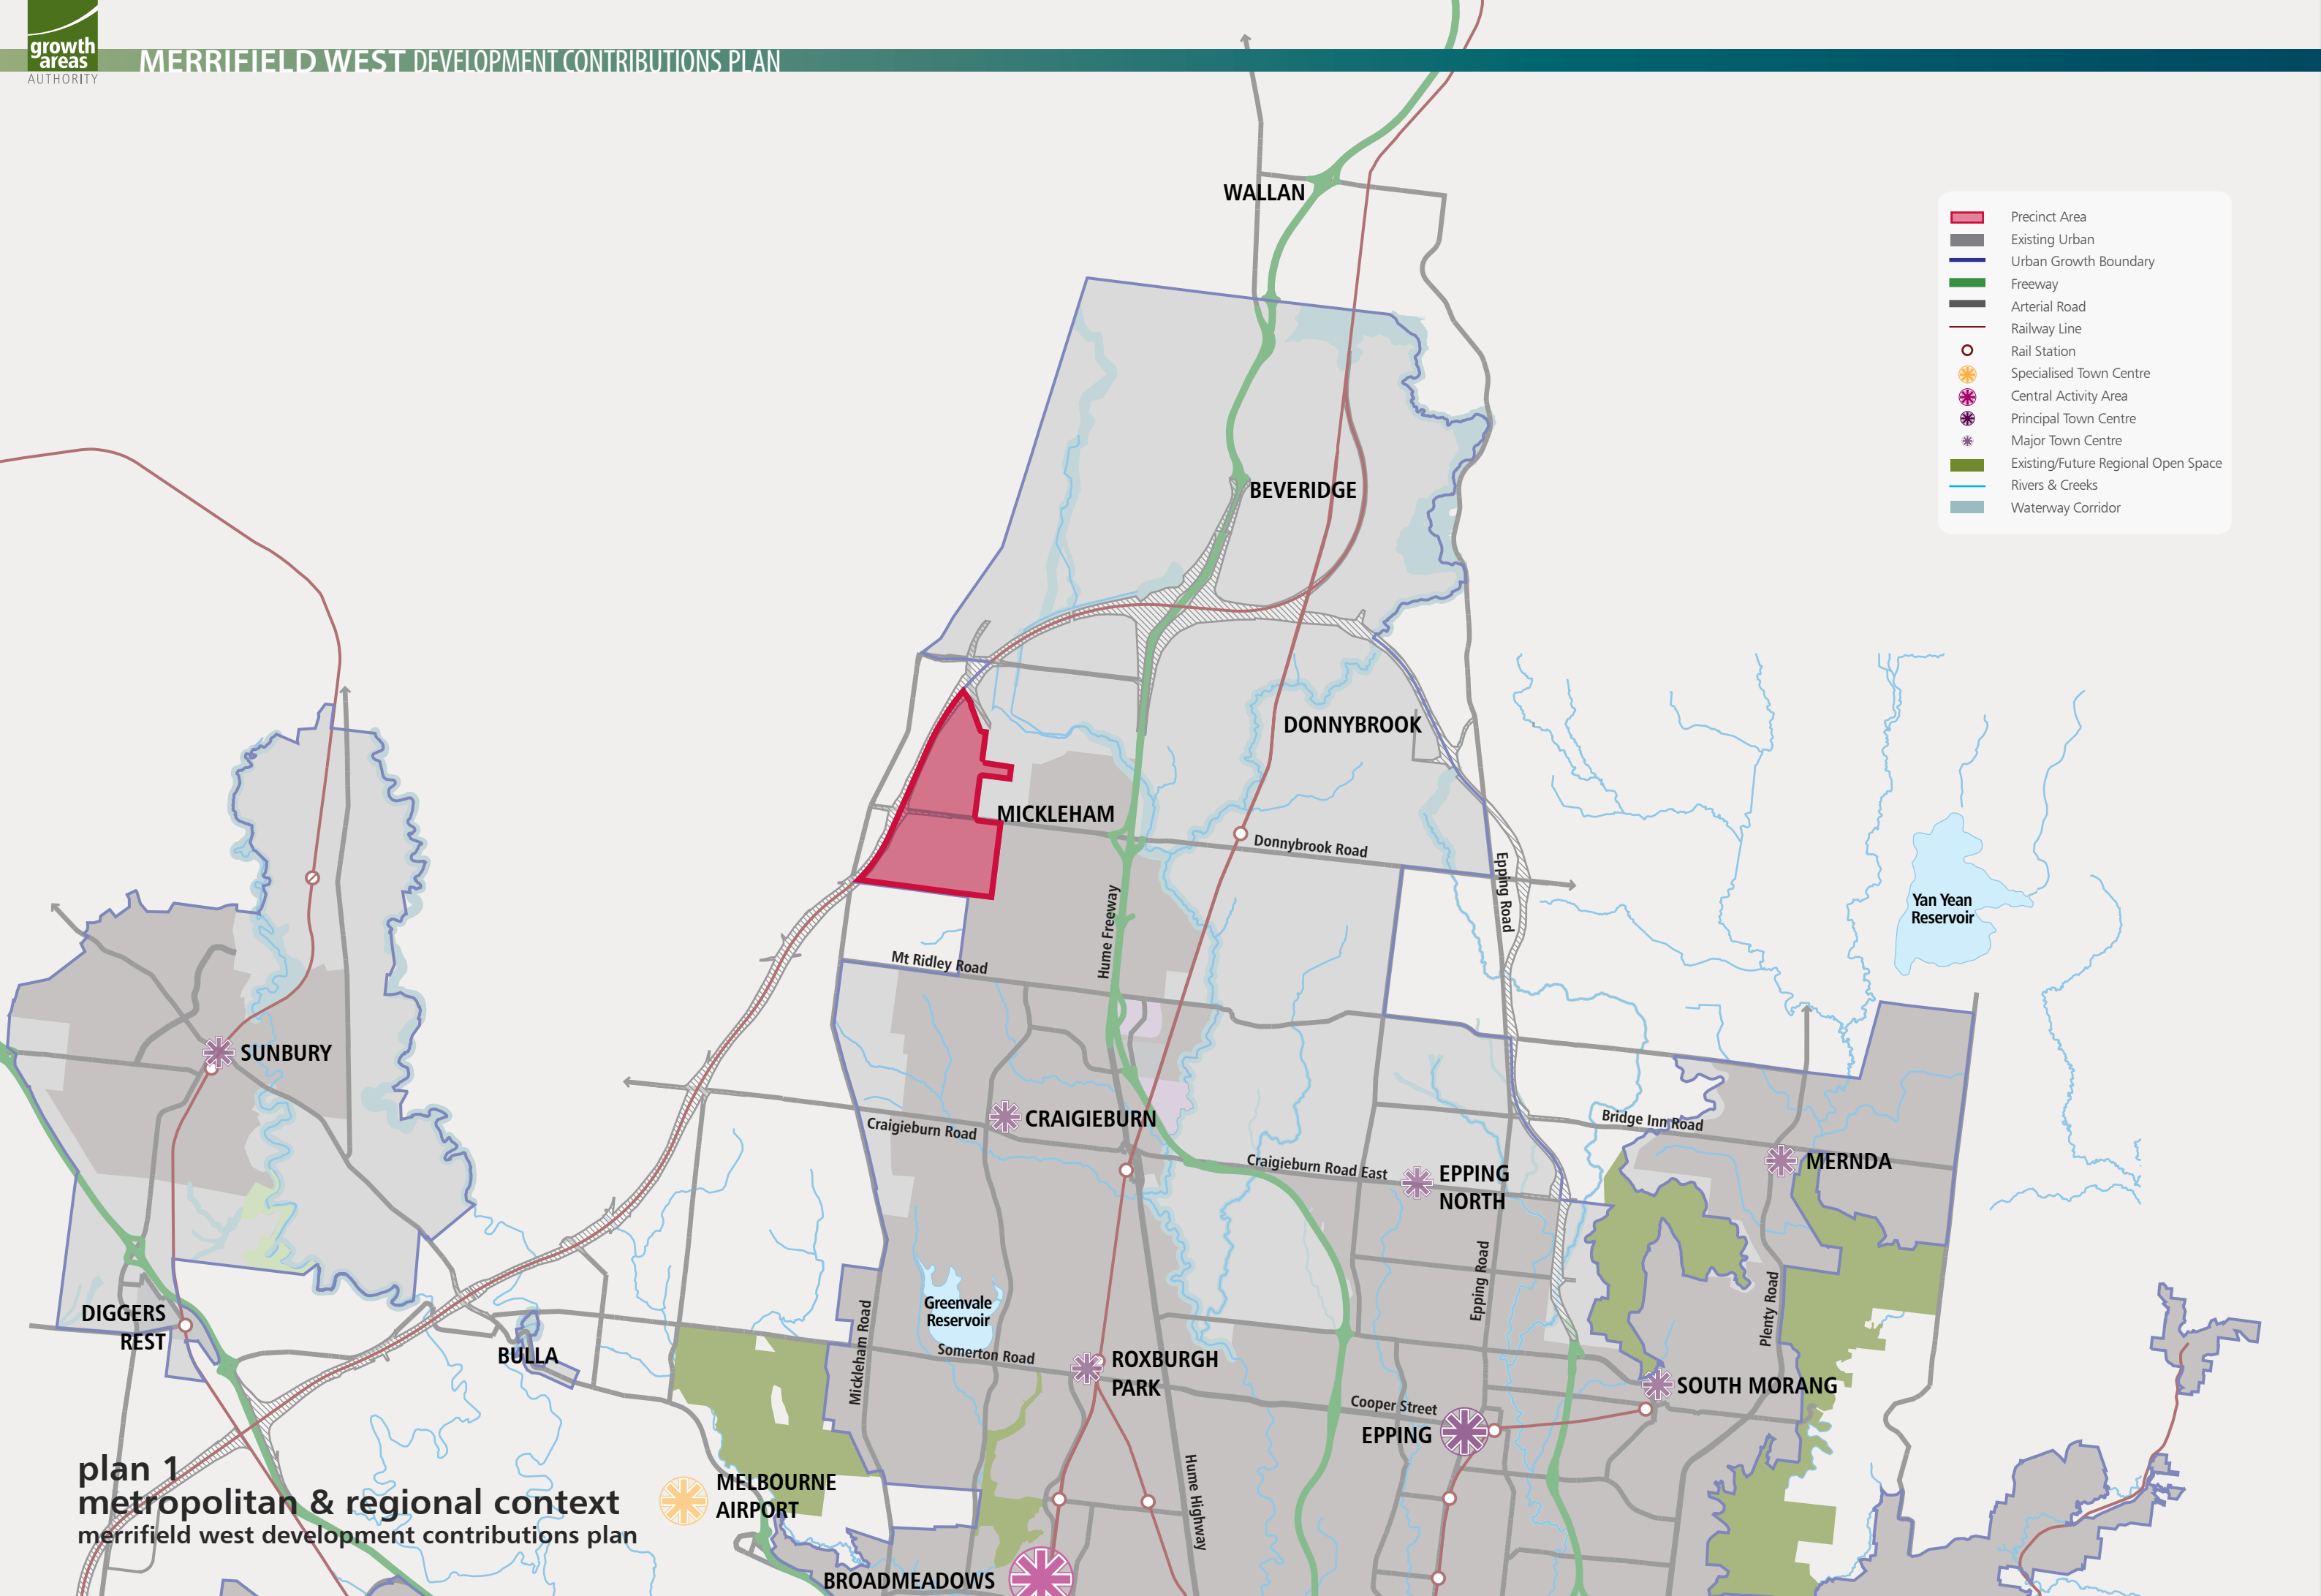 growth
areas
AUTHORITY
MERRIFIELD WEST DEVELOPMENT CONTRIBUTIONS PLAN
WALLAN
Precinct Area
Existing Urban
Urban Growth Boundary
Freeway
Arterial Road
Railway Line
Rail Station
Specialised Town Centre
Central Activity Area
Principal Town Centre
Major Town Centre
Existing/Future Regional Open Space
Rivers & Creeks
Waterway Corridor
BEVERIDGE
DONNYBROOK
MICKLEHAM
Donnybrook Road
Epping Road
Yan Yean
Reservoir
Hume Freeway
Mt Ridley Road
SUNBURY
CRAIGIEBURN
Craigieburn Road
Bridge Inn Road
MERNDA
Craigieburn Road East
EPPING
NORTH
Epping Road
Plenty Road
DIGGERS
REST
BULLA
Greenvale
Reservoir
Mickleham Road
Somerton Road
ROXBURGH
PARK
SOUTH MORANG
Cooper Street
EPPING
Hume Highway
MELBOURNE
AIRPORT
BROADMEADOWS
plan 1
metropolitan & regional context
merrifield west development contributions plan